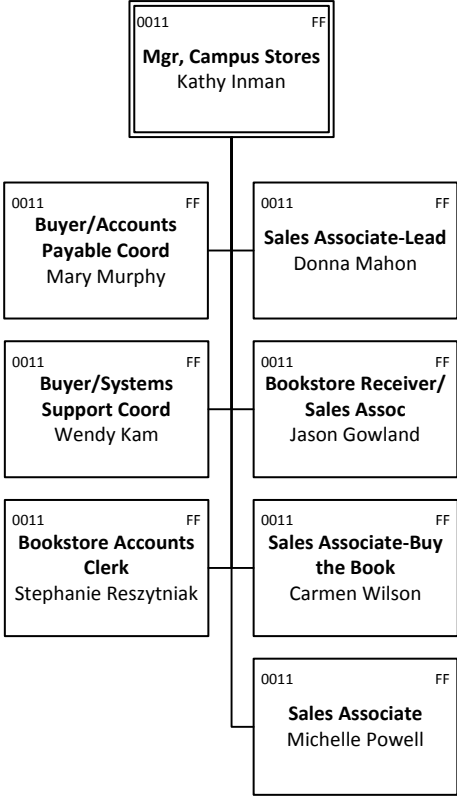 0011 FF
Mgr, Campus Stores
Kathy Inman
0011 FF
Buyer/Accounts
Payable Coord
Mary Murphy
0011 FF
Sales Associate-Lead
Donna Mahon
0011 FF
Buyer/Systems
Support Coord
Wendy Kam
0011 FF
Bookstore Receiver/
Sales Assoc
Jason Gowland
0011 FF
Bookstore Accounts
Clerk
Stephanie Reszytniak
0011 FF
Sales Associate-Buy
the Book
Carmen Wilson
0011 FF
Sales Associate
Michelle Powell